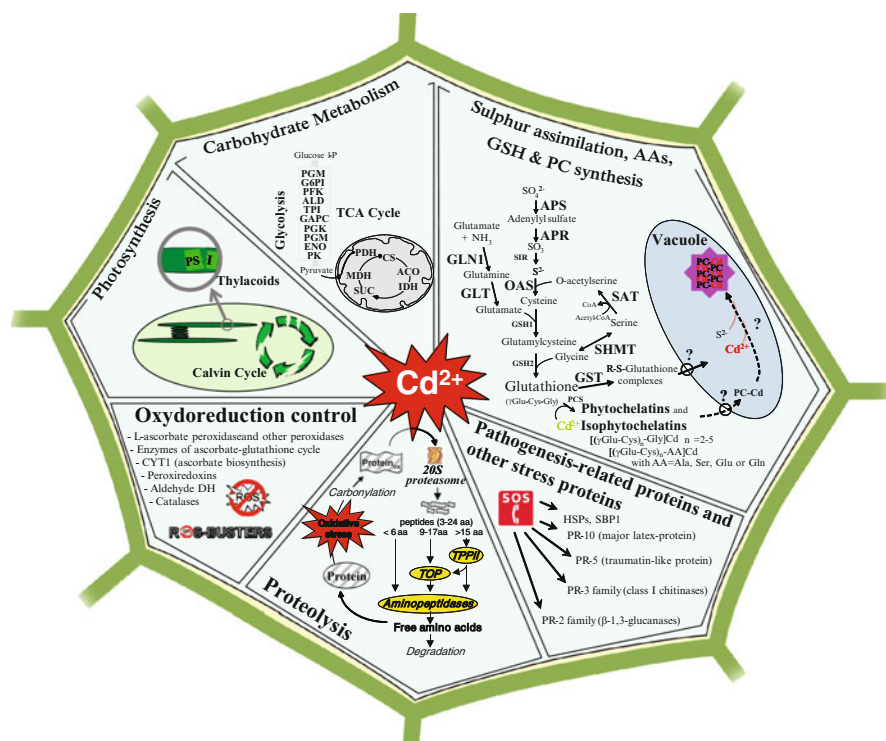 Carbohydrate Metabolism
Glucose 1-P
PGM
G6PI
PFK
ALD
TPI
GAPC
PGK
PGM
ENO
PK
Pyruvate
Glycolysis
TCA Cycle
PDH
CS
ACO
IDH
SUC
MDH
Photosynthesis
PS I
Thylacoids
Calvin Cycle
Sulphur assimilation, AAs,
GSH & PC synthesis
SO₄²⁻
APS
Adenylyl sulfate
APR
SO₃
SIR
S²⁻
OAS
O-acetylserine
Cysteine
GSH1
Glutamylcysteine
GSH2
Glycine
Glutathione
(γGlu-Cys-Gly)
Glutamate
+ NH₃
GLN1
Glutamine
GLT
Glutamate
SAT
CoA
Acetyl-CoA
Serine
SHMT
GST
R-S-Glutathione
complexes
PCS
Cd²⁺
Phytochelatins and
Isophytochelatins
[(γGlu-Cys)ₙ-Gly]Cd n =2-5
[(γGlu-Cys)ₙ-AA]Cd
with AA=Ala, Ser, Glu or Gln
Vacuole
PC-
PC-
PC-
S²⁻
Cd²⁺
?
?
?
PC-Cd
Cd²⁺
Oxydoreduction control
- L-ascorbate peroxidaseand other peroxidases
- Enzymes of ascorbate-glutathione cycle
- CYT1 (ascorbate biosynthesis)
- Peroxiredoxins
- Aldehyde DH
- Catalases
ROS
ROS-BUSTERS
Proteolysis
Proteinox
Carbonylation
Oxidative
stress
Protein
20S
proteasome
peptides (3-24 aa)
< 6 aa 9-17aa >15 aa
TPPII
TOP
Aminopeptidases
Free amino acids
Degradation
Pathogenesis-related proteins and
other stress proteins
SOS
HSPs, SBP1
PR-10 (major latex-protein)
PR-5 (traumatin-like protein)
PR-3 family (class I chitinases)
PR-2 family (β-1,3-glucanases)